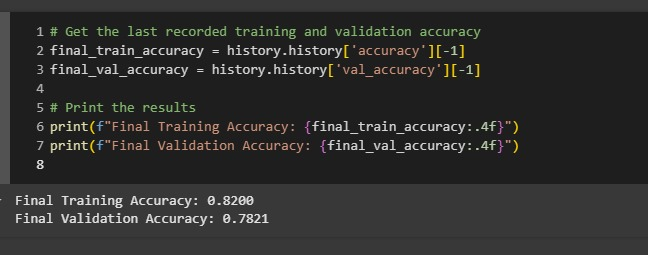 1 # Get the last recorded training and validation accuracy
2 final_train_accuracy = history.history['accuracy'][-1]
3 final_val_accuracy = history.history['val_accuracy'][-1]
4
5 # Print the results
6 print(f"Final Training Accuracy: {final_train_accuracy:.4f}")
7 print(f"Final Validation Accuracy: {final_val_accuracy:.4f}")
8
Final Training Accuracy: 0.8200
Final Validation Accuracy: 0.7821